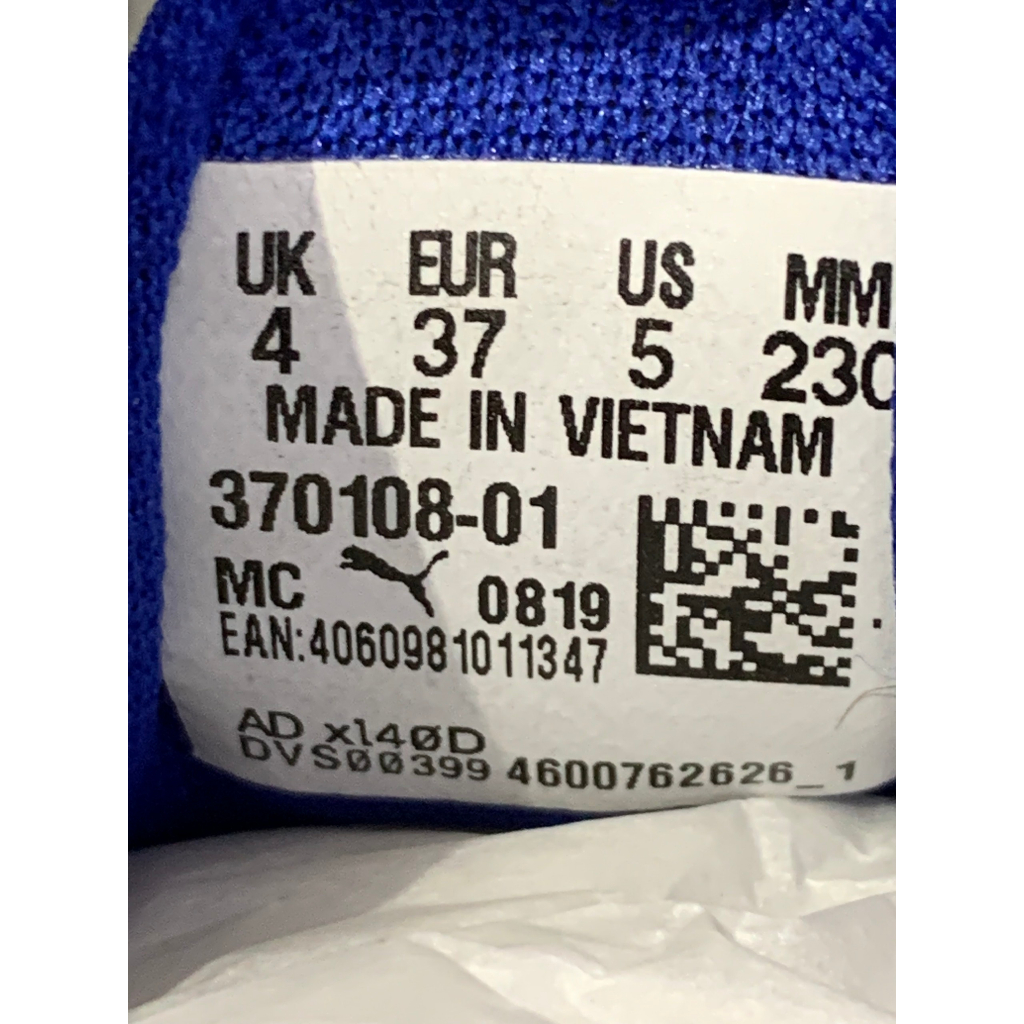 UK EUR US MM
4 37 5 230
MADE IN VIETNAM
370108-01
MC 0819
EAN:4060981011347
AD xl40D
DVS00399 4600762626_1